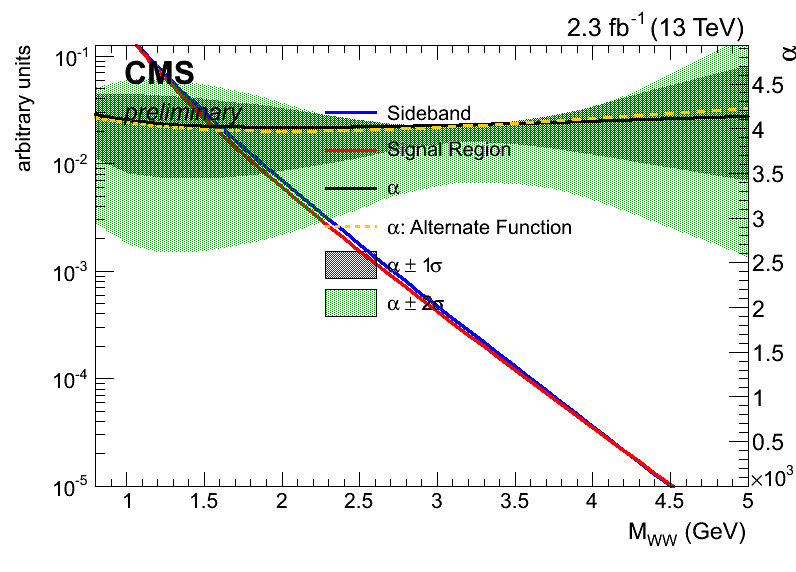 2.3 fb⁻¹ (13 TeV)
arbitrary units
α
CMS
preliminary
10⁻¹
10⁻²
10⁻³
10⁻⁴
10⁻⁵
Sideband
Signal Region
α
α: Alternate Function
α ± 1σ
α ± 2σ
4.5
4
3.5
3
2.5
2
1.5
1
0.5
×10³
1 1.5 2 2.5 3 3.5 4 4.5 5
M_WW (GeV)